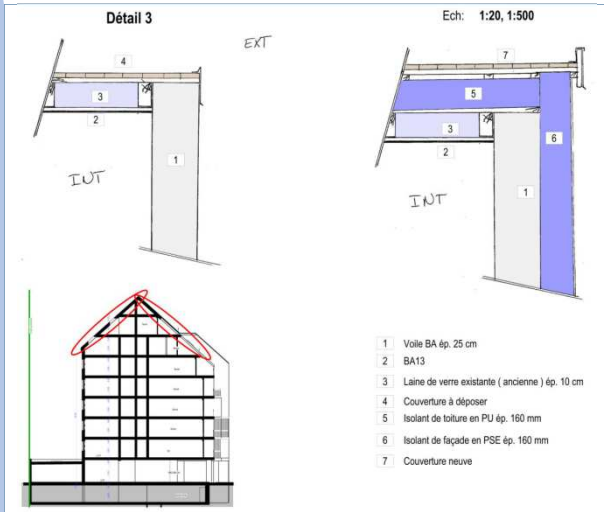 Détail 3
Ech: 1:20, 1:500
EXT
4
3
2
1
INT
7
5
3
6
2
1
INT
1 Voile BA ép. 25 cm
2 BA13
3 Laine de verre existante ( ancienne ) ép. 10 cm
4 Couverture à déposer
5 Isolant de toiture en PU ép. 160 mm
6 Isolant de façade en PSE ép. 160 mm
7 Couverture neuve